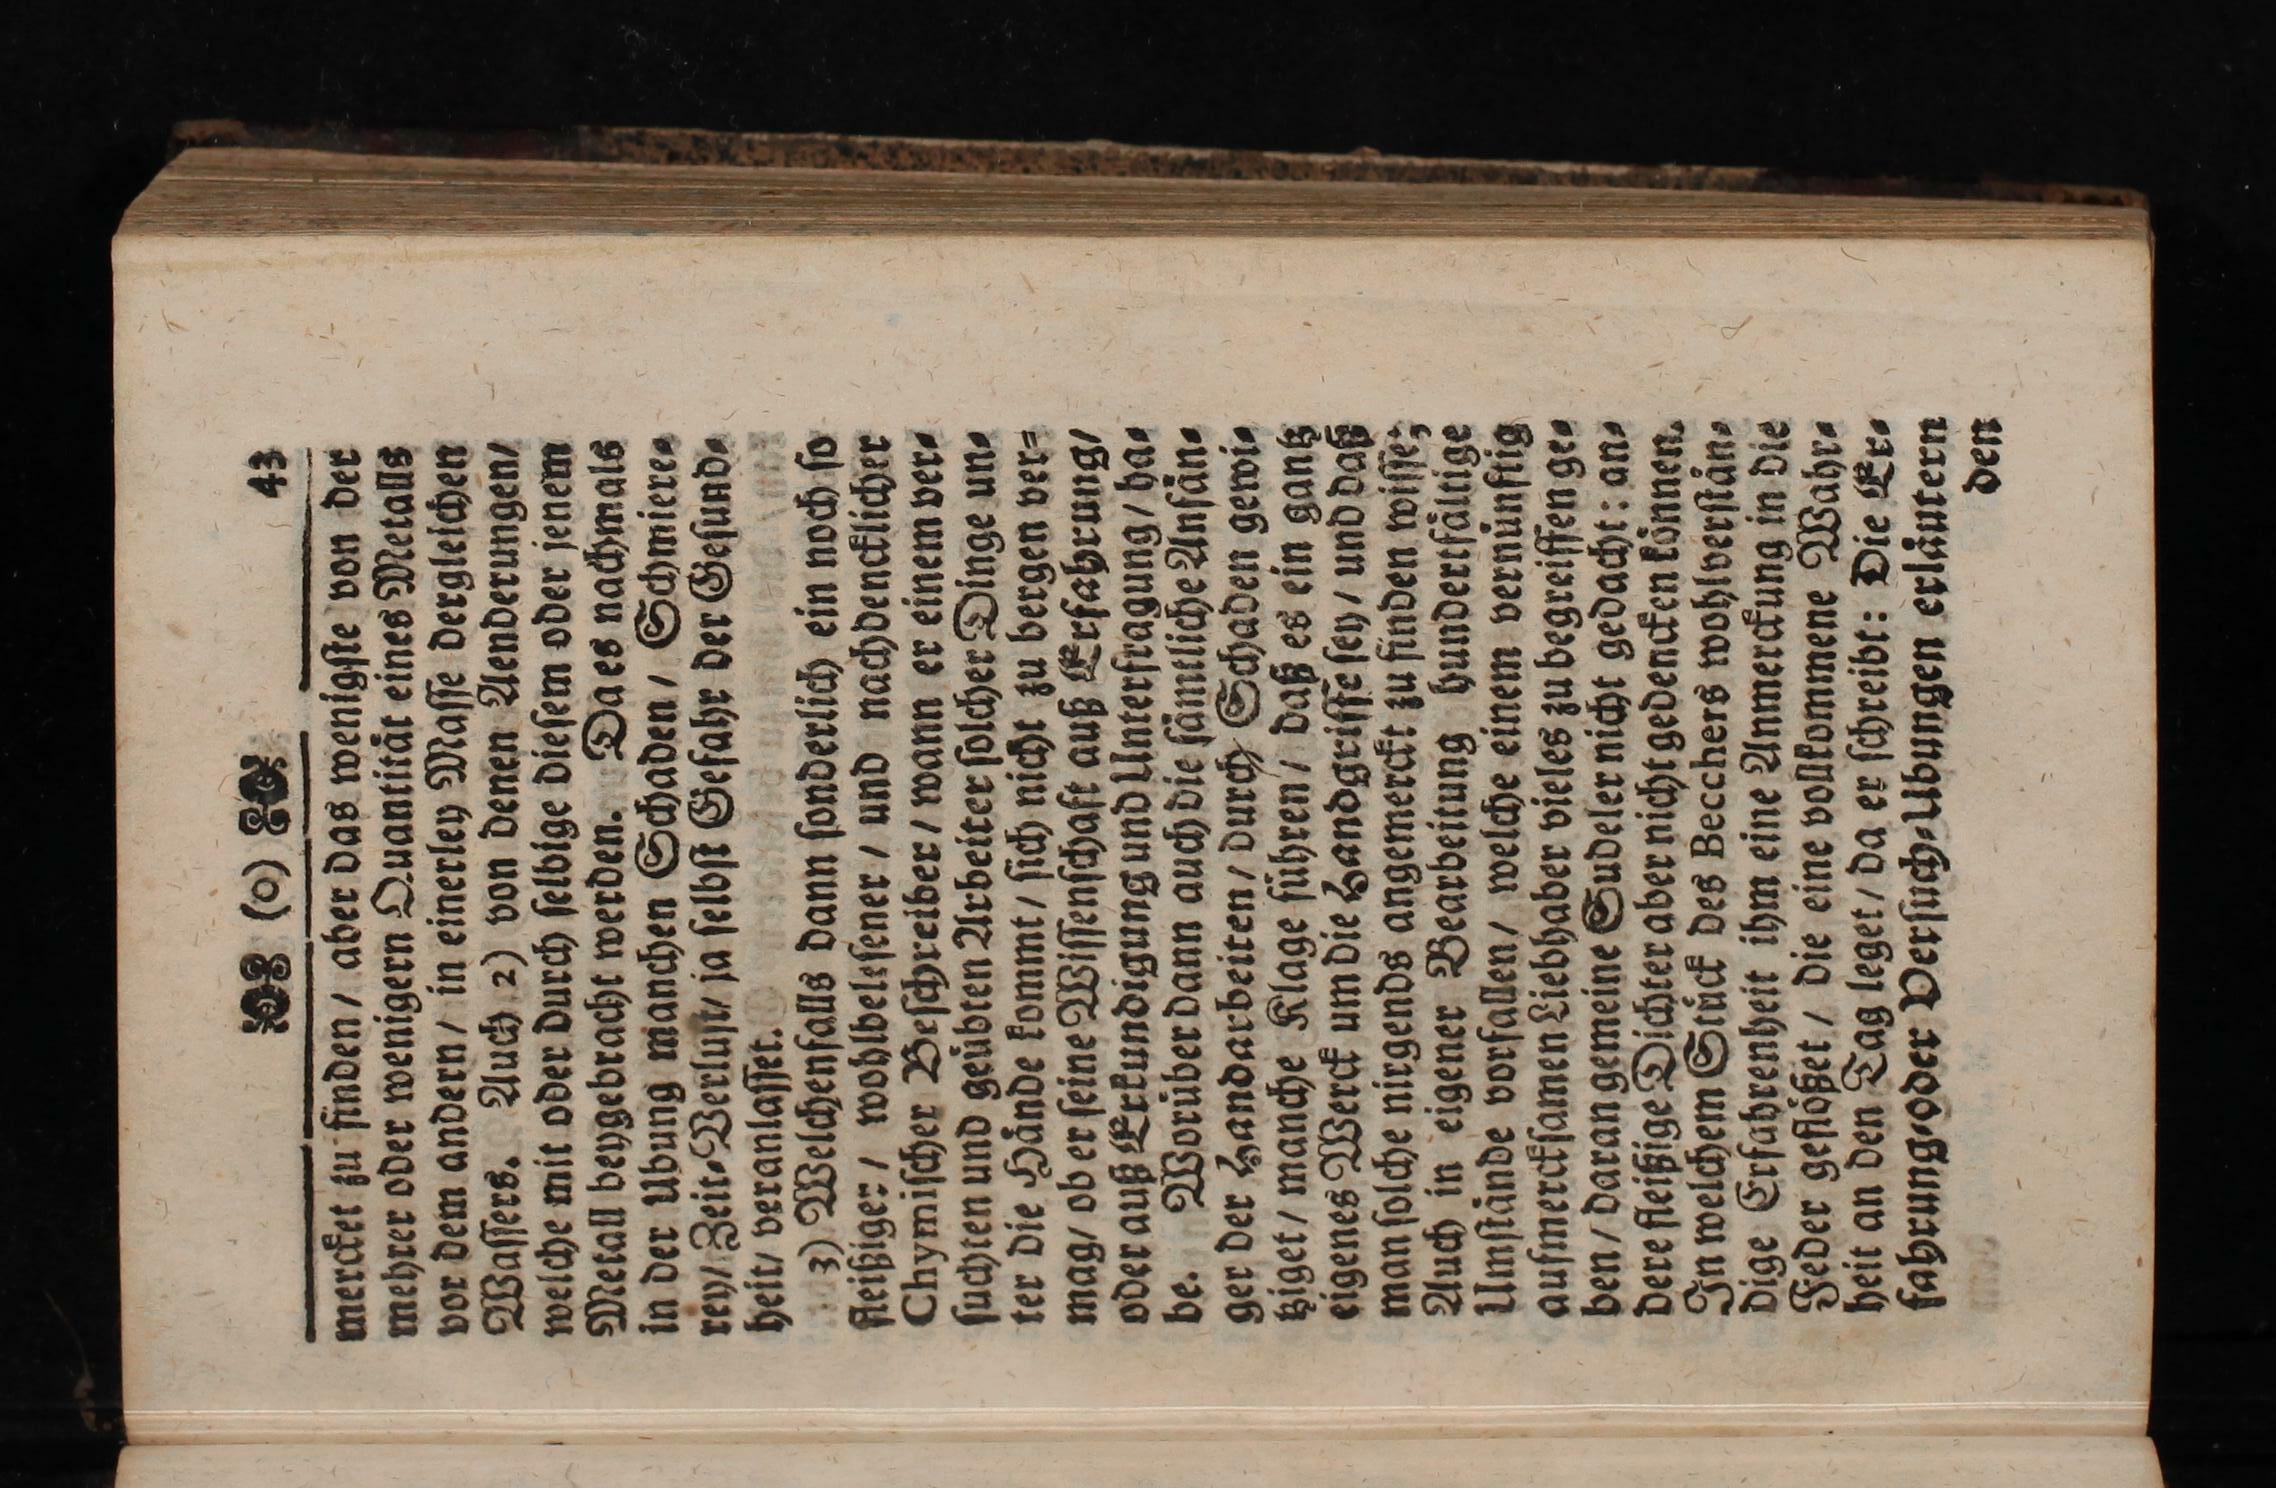 (o) 43
mercket zu finden/ aber das wenigste von der
mehrer oder wenigern Quantität eines Metalls
vor dem andern/ in einerley Masse dergleichen
Wassers. Auch 2) von denen Aenderungen/
welche mit oder durch selbige diesem oder jenem
Metall beygebracht werden. Da es nachmals
in der Ubung manchen Schaden/ Schmiere-
rey/ Zeit-Verlust/ ja selbst Gefahr der Gesund-
heit/ veranlasset.
3) Welchenfalls dann sonderlich ein noch so
fleißiger/ wohlbelesener/ und nachdencklicher
Chymischer Beschreiber/ wann er einem ver-
suchten und geübten Arbeiter solcher Dinge un-
ter die Hände kommt/ sich nicht zu bergen ver-
mag/ ob er seine Wissenschaft auß Erfahrung/
oder auß Erkundigung und Unterfragung/ ha-
be. Worüber dann auch die sämtliche Anfän-
ger der Handarbeiten/ durch Schaden gewi-
tziget/ manche Klage führen/ daß es ein gantz
eigenes Werck um die Handgriffe sey/ und daß
man solche nirgends angemerckt zu finden wisse;
Auch in eigener Bearbeitung hundertfältige
Umstände vorfallen/ welche einem vernünftig
aufmercksamen Liebhaber vieles zu begreiffen ge-
ben/ daran gemeine Sudeler nicht gedacht: an-
dere fleißige Dichter aber nicht gedencken können.
In welchem Stück des Becchers wohlverstän-
dige Erfahrenheit ihm eine Anmerckung in die
Feder geflößet/ die eine vollkommene Wahr-
heit an den Tag leget/ da er schreibt: Die Er-
fahrung-oder Versuch-Ubungen erläutern
den